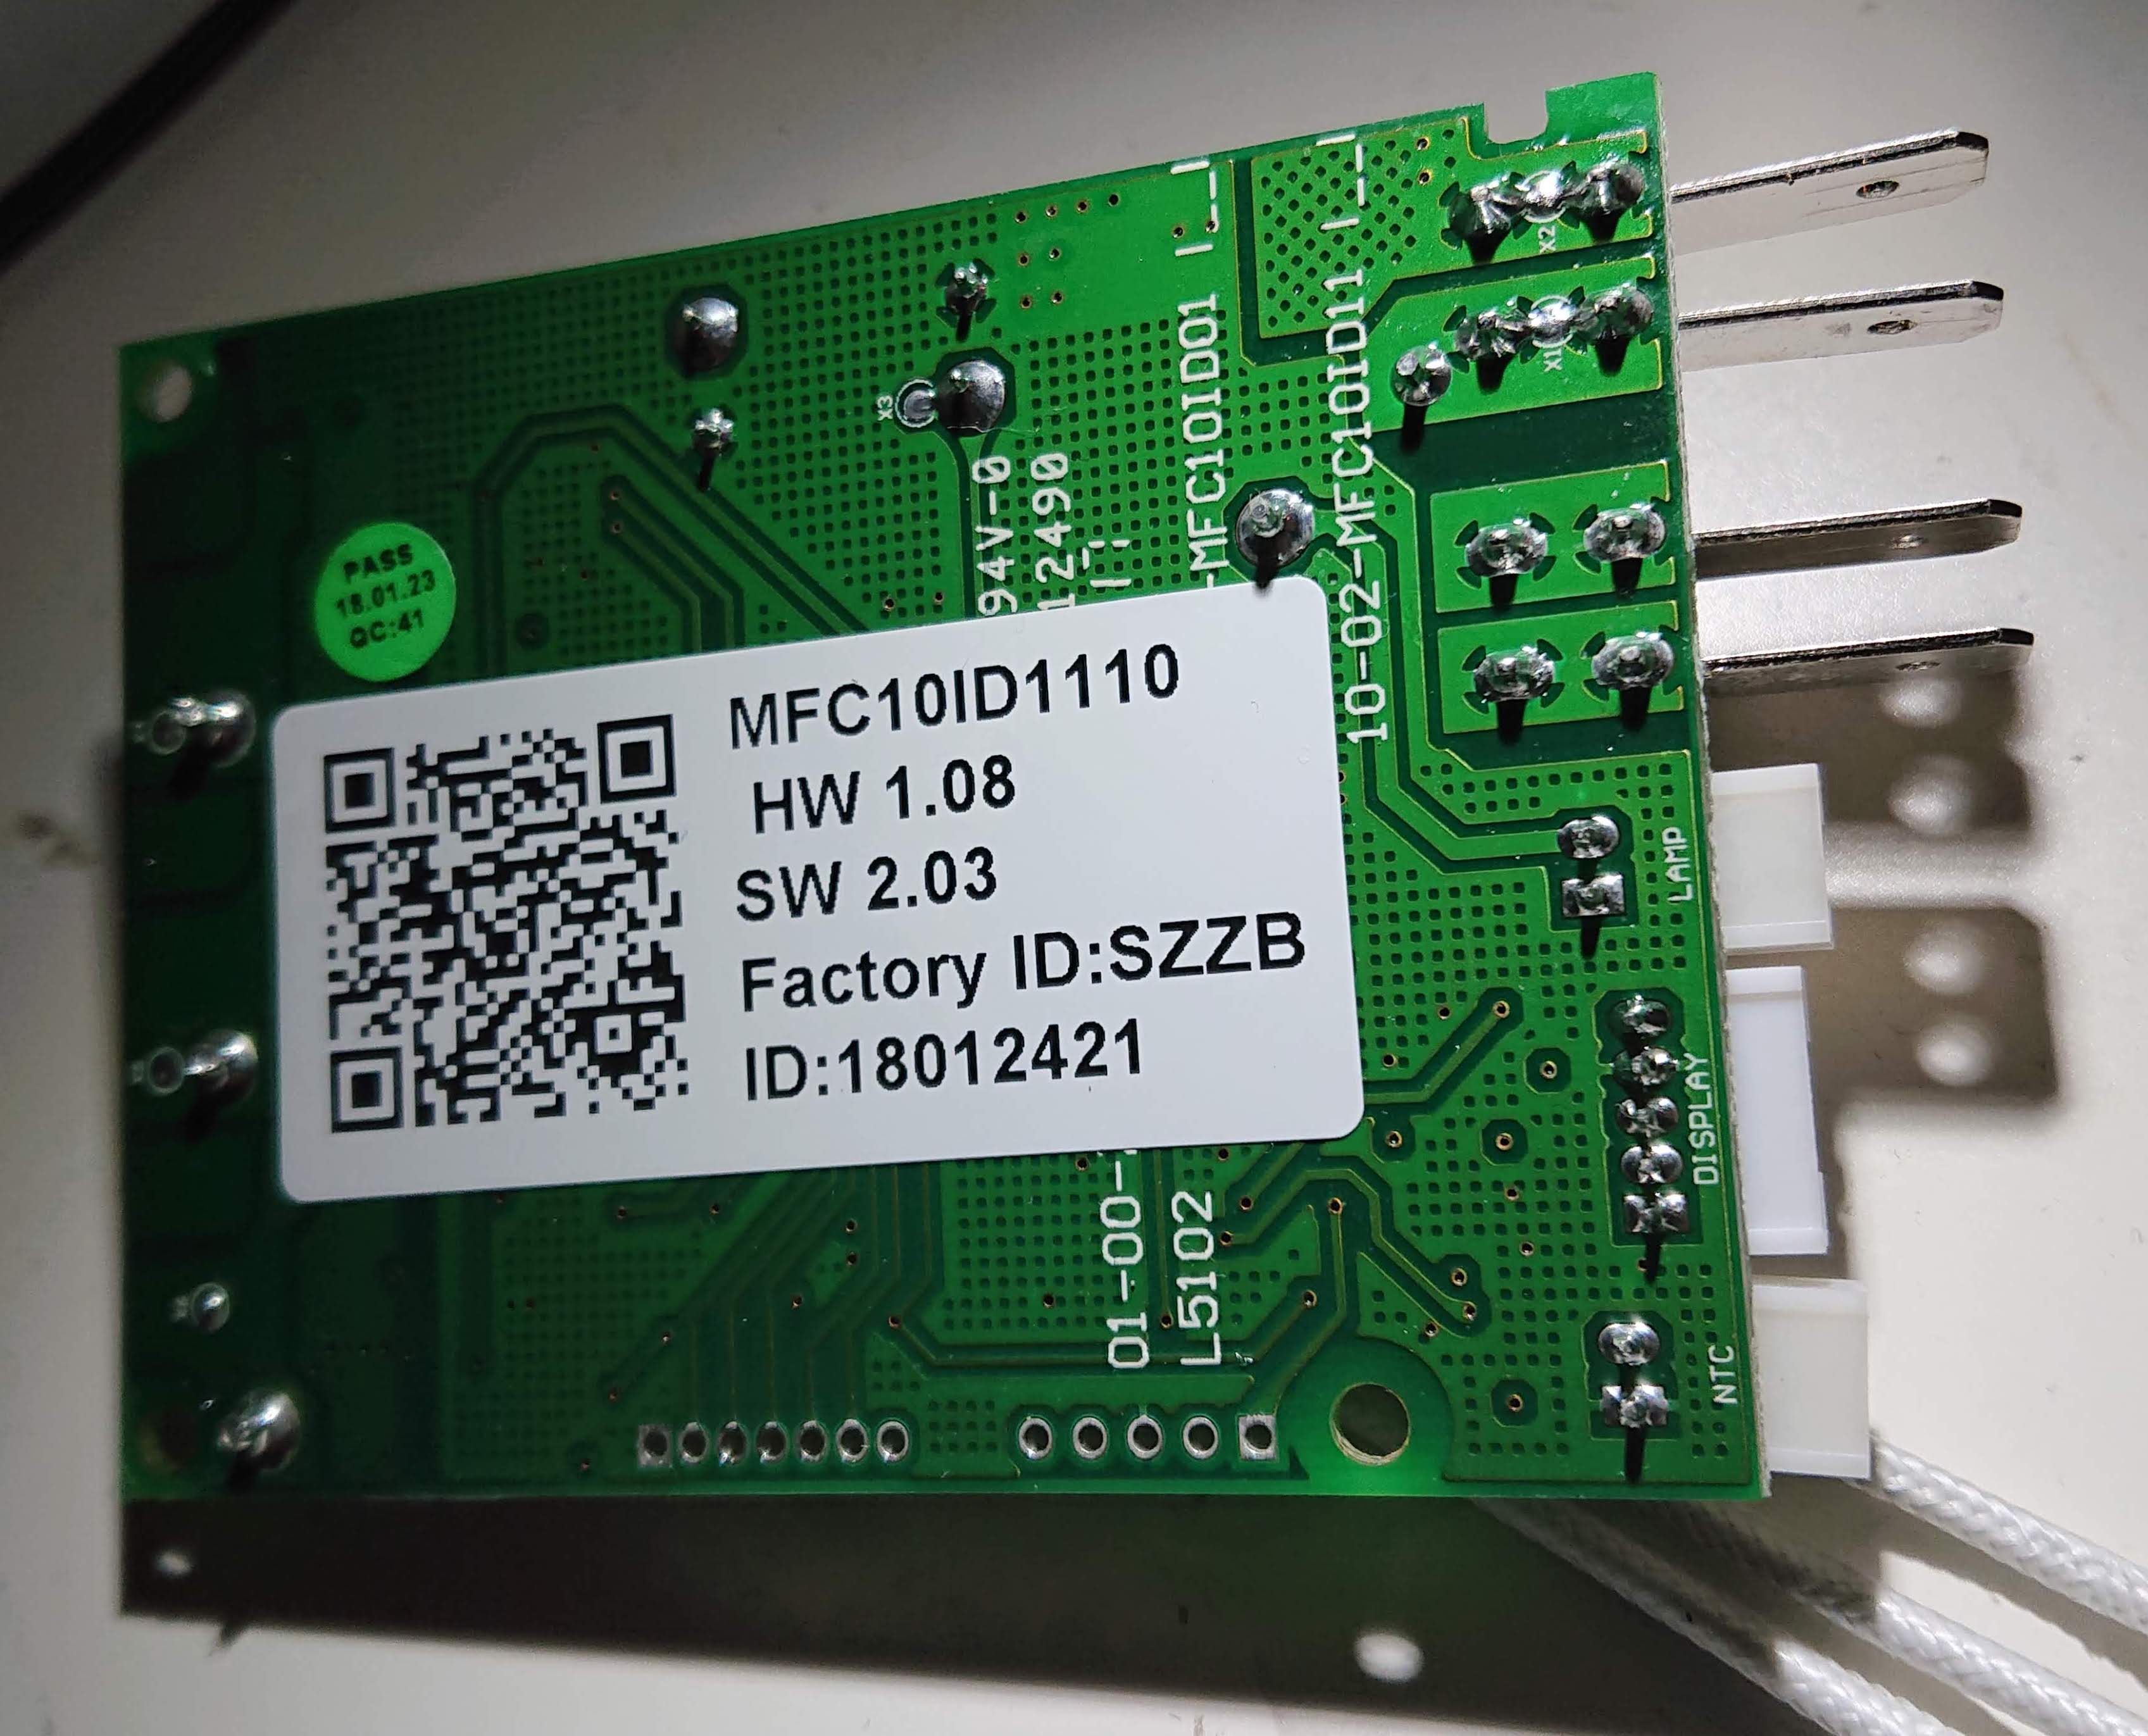 PASS
18.01.23
QC:41
MFC10ID1110
HW 1.08
SW 2.03
Factory ID:SZZB
ID:18012421
94V-0
12490
-MFC10ID01
10-02-MFC10ID11
01-00-
L5102
X3
X2
X1
LAMP
DISPLAY
NTC